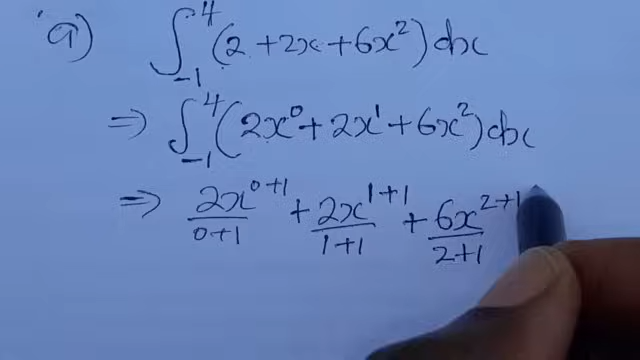 a) ∫₋₁⁴ (2 + 2x + 6x²) dx
⇒ ∫₋₁⁴ (2x⁰ + 2x¹ + 6x²) dx
⇒ 2x⁰⁺¹/0+1 + 2x¹⁺¹/1+1 + 6x²⁺¹/2+1